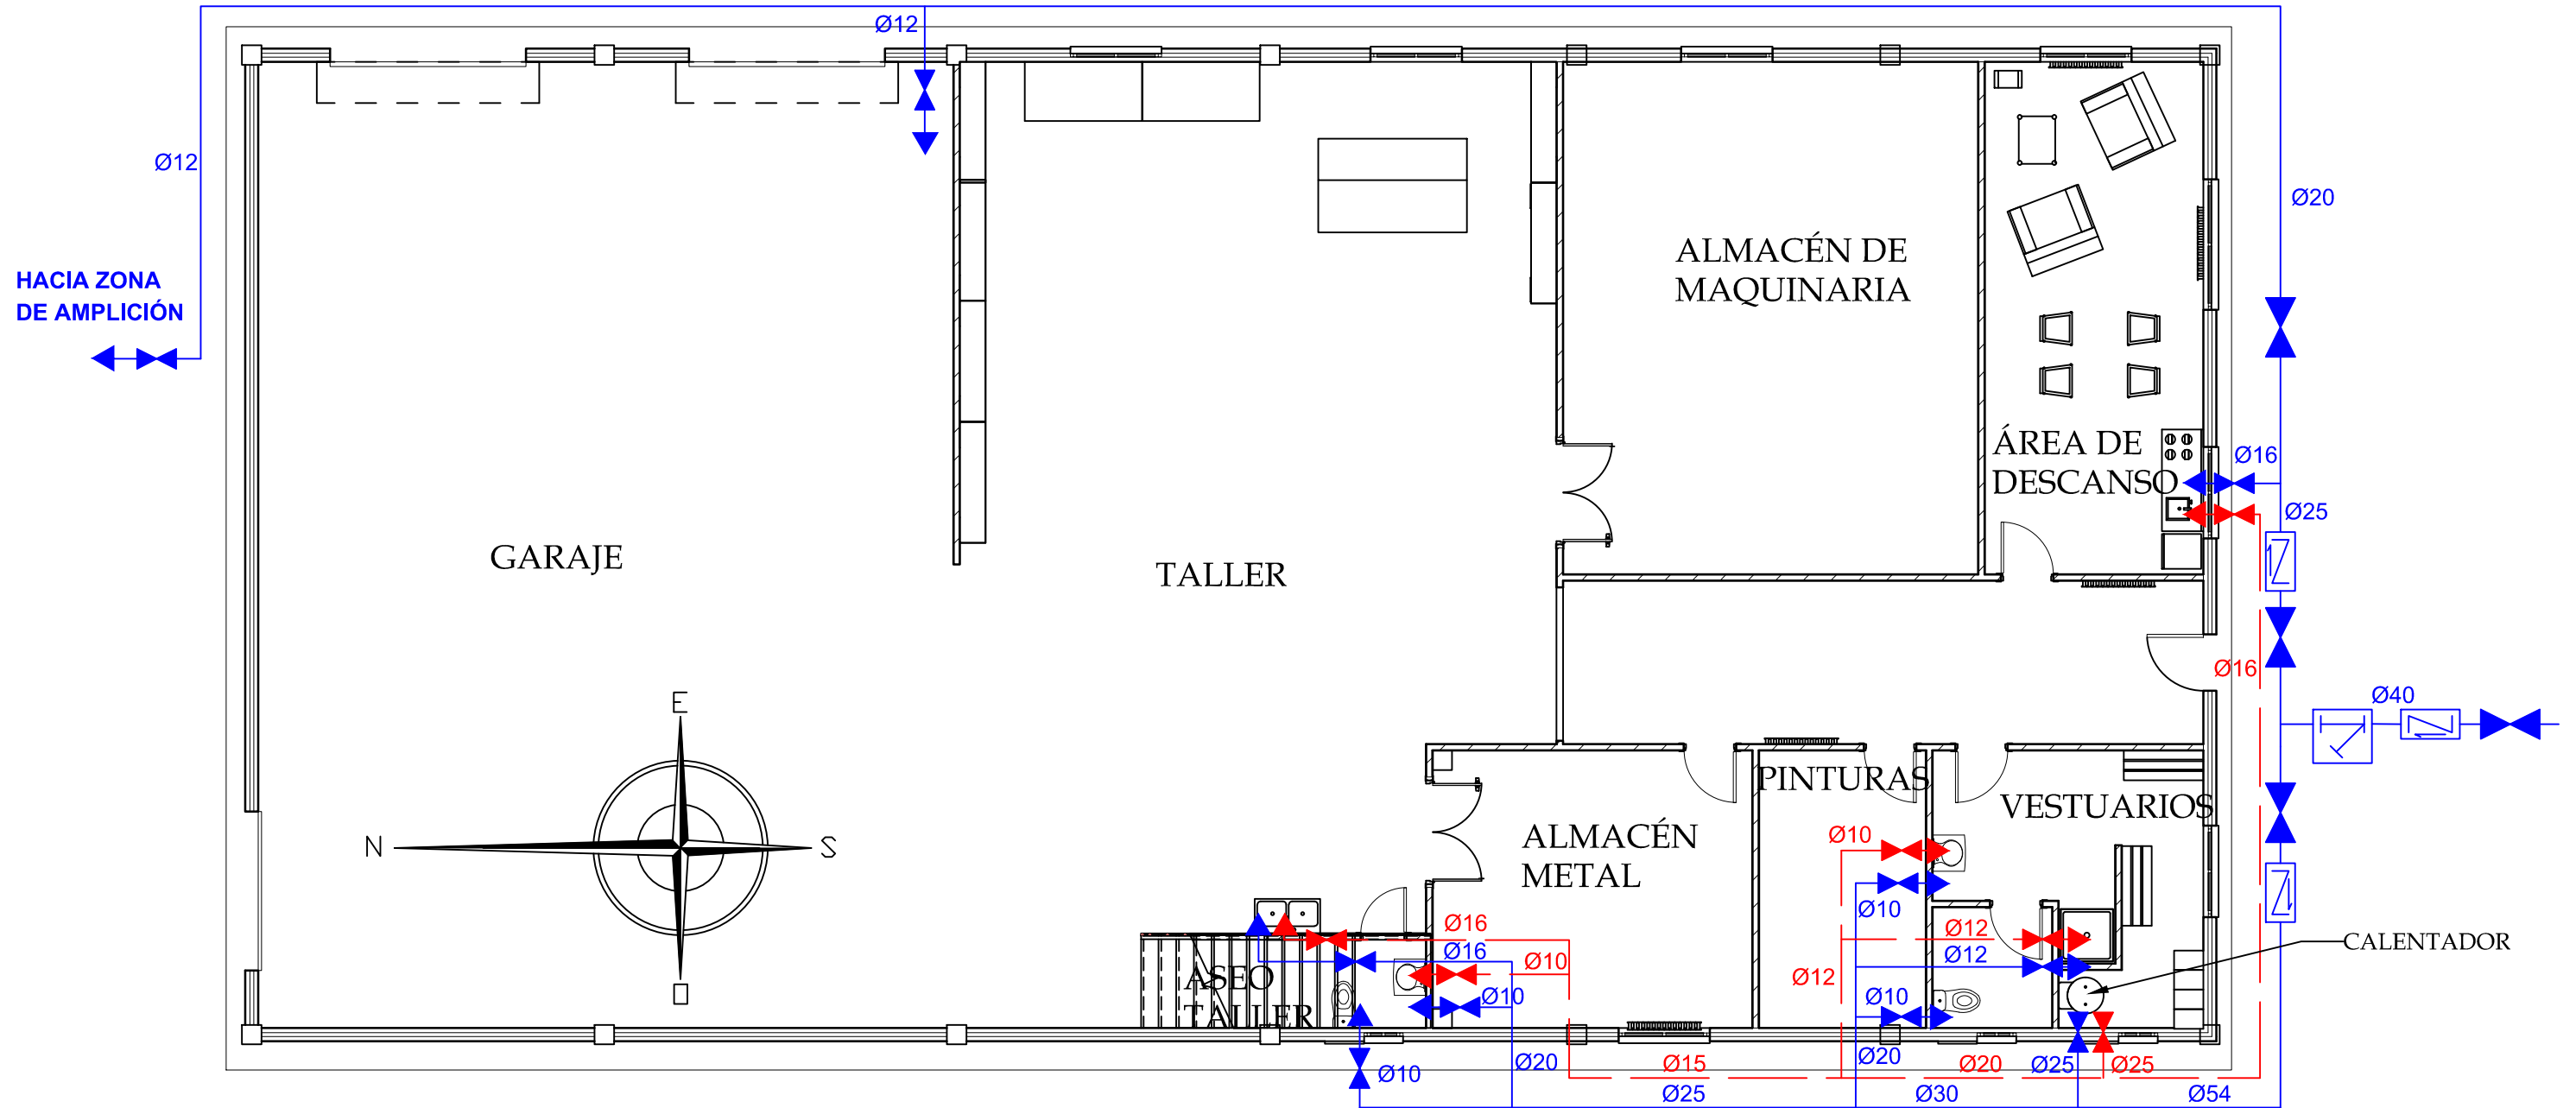 Ø12
Ø12
Ø20
HACIA ZONA
DE AMPLICIÓN
ALMACÉN DE
MAQUINARIA
ÁREA DE
DESCANSO
Ø16
Ø25
GARAJE
TALLER
Ø16
Ø40
E
N
S
O
PINTURAS
VESTUARIOS
ALMACÉN
METAL
Ø10
Ø10
Ø16
Ø16
Ø10
Ø12
Ø12
CALENTADOR
Ø12
ASEO
TALLER
Ø10
Ø10
Ø10
Ø20
Ø15
Ø20
Ø20
Ø25
Ø25
Ø25
Ø30
Ø54